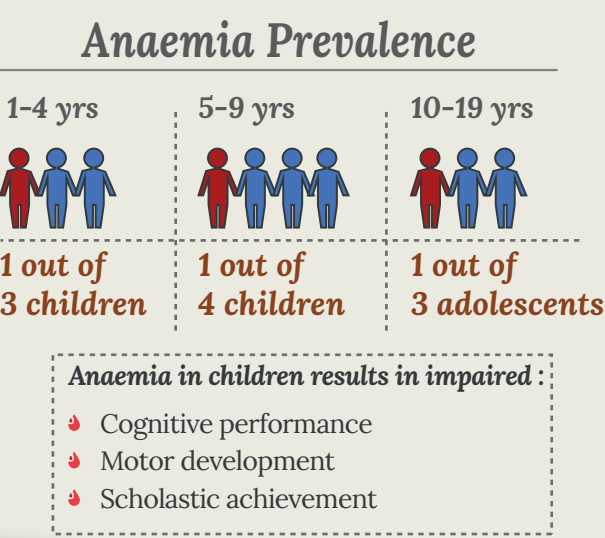 Anaemia Prevalence
1-4 yrs
1 out of
3 children
5-9 yrs
1 out of
4 children
10-19 yrs
1 out of
3 adolescents
Anaemia in children results in impaired :
Cognitive performance
Motor development
Scholastic achievement